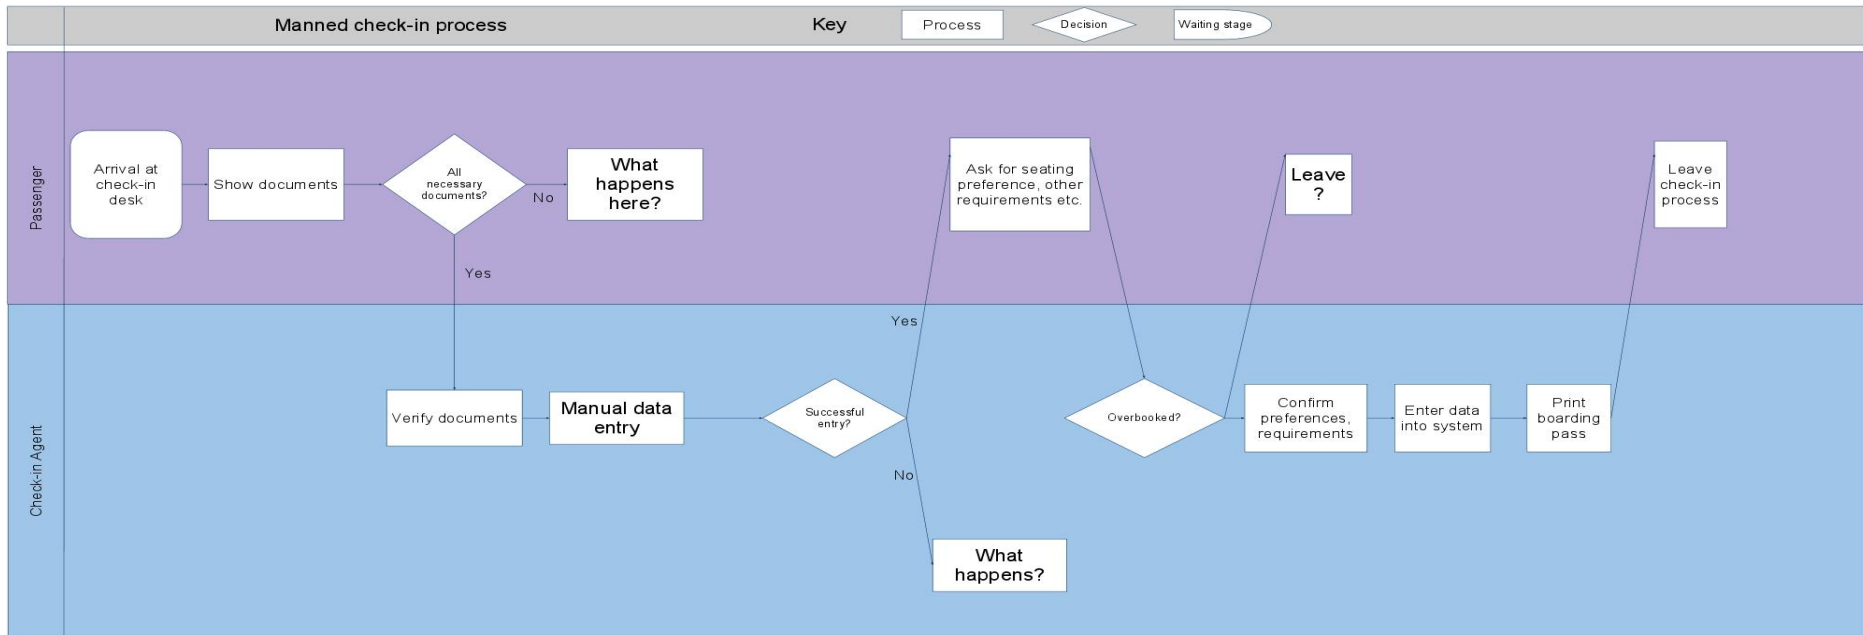 Manned check-in process
Key
Process
Decision
Waiting stage
Passenger
Arrival at
check-in
desk
Show documents
All
necessary
documents?
No
What
happens
here?
Yes
Ask for seating
preference, other
requirements etc.
Leave
?
Leave
check-in
process
Check-in Agent
Verify documents
Manual data
entry
Successful
entry?
Yes
No
What
happens?
Overbooked?
Confirm
preferences,
requirements
Enter data
into system
Print
boarding
pass